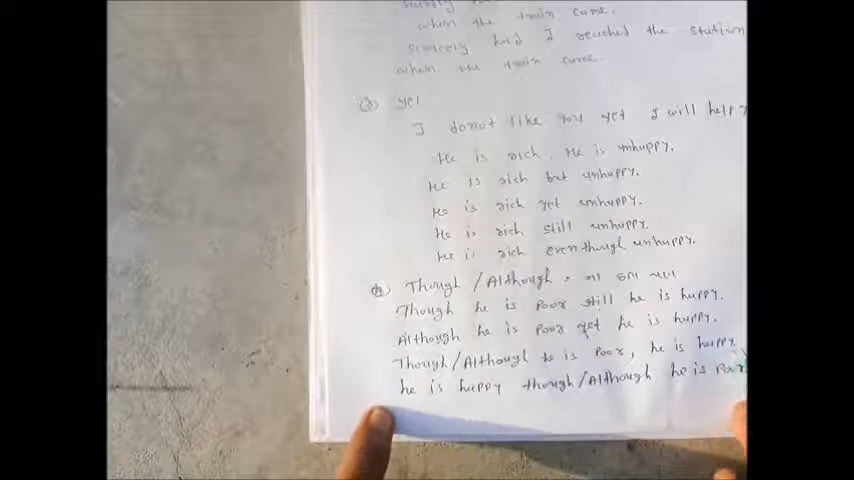 when the train came.
scarcely had I reached the station
when the train came.
yet
I donot like you yet I will help
He is rich. He is unhappy.
He is rich but unhappy.
He is rich yet unhappy.
He is rich still unhappy.
He is rich eventhough unhappy.
Though /Although,
Though he is Poor still he is happy.
Although he is Poor yet he is happy.
Though/Although he is Poor, he is happy.
he is happy though/Although he is Poor